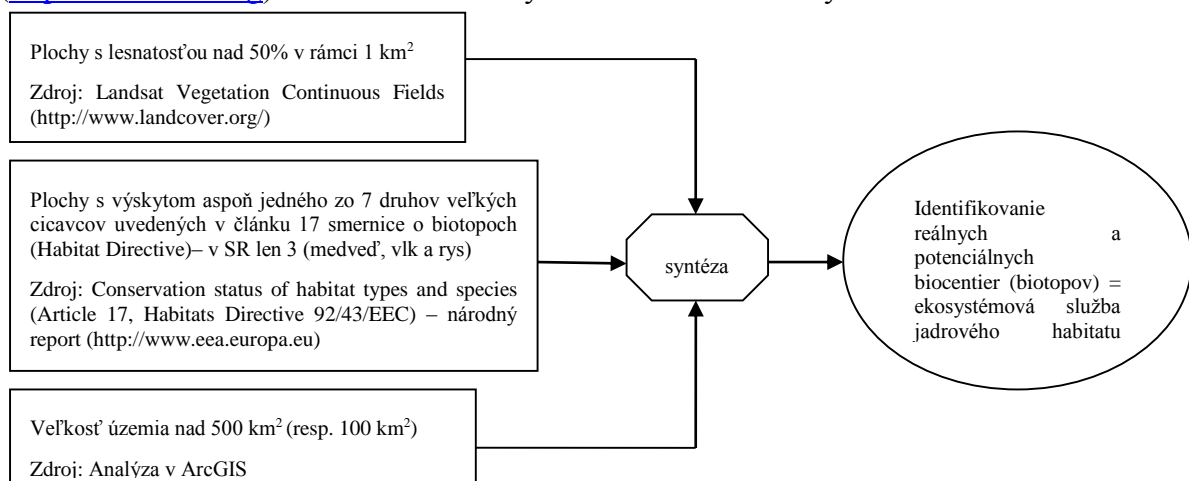 Plochy s lesnatosťou nad 50% v rámci 1 km²
Zdroj: Landsat Vegetation Continuous Fields
(http://www.landcover.org/)
Plochy s výskytom aspoň jedného zo 7 druhov veľkých
cicavcov uvedených v článku 17 smernice o biotopoch
(Habitat Directive)– v SR len 3 (medveď, vlk a rys)
Zdroj: Conservation status of habitat types and species
(Article 17, Habitats Directive 92/43/EEC) – národný
report (http://www.eea.europa.eu)
Veľkosť územia nad 500 km² (resp. 100 km²)
Zdroj: Analýza v ArcGIS
syntéza
Identifikovanie
reálnych a
potenciálnych
biocentier (biotopov) =
ekosystémová služba
jadrového habitatu